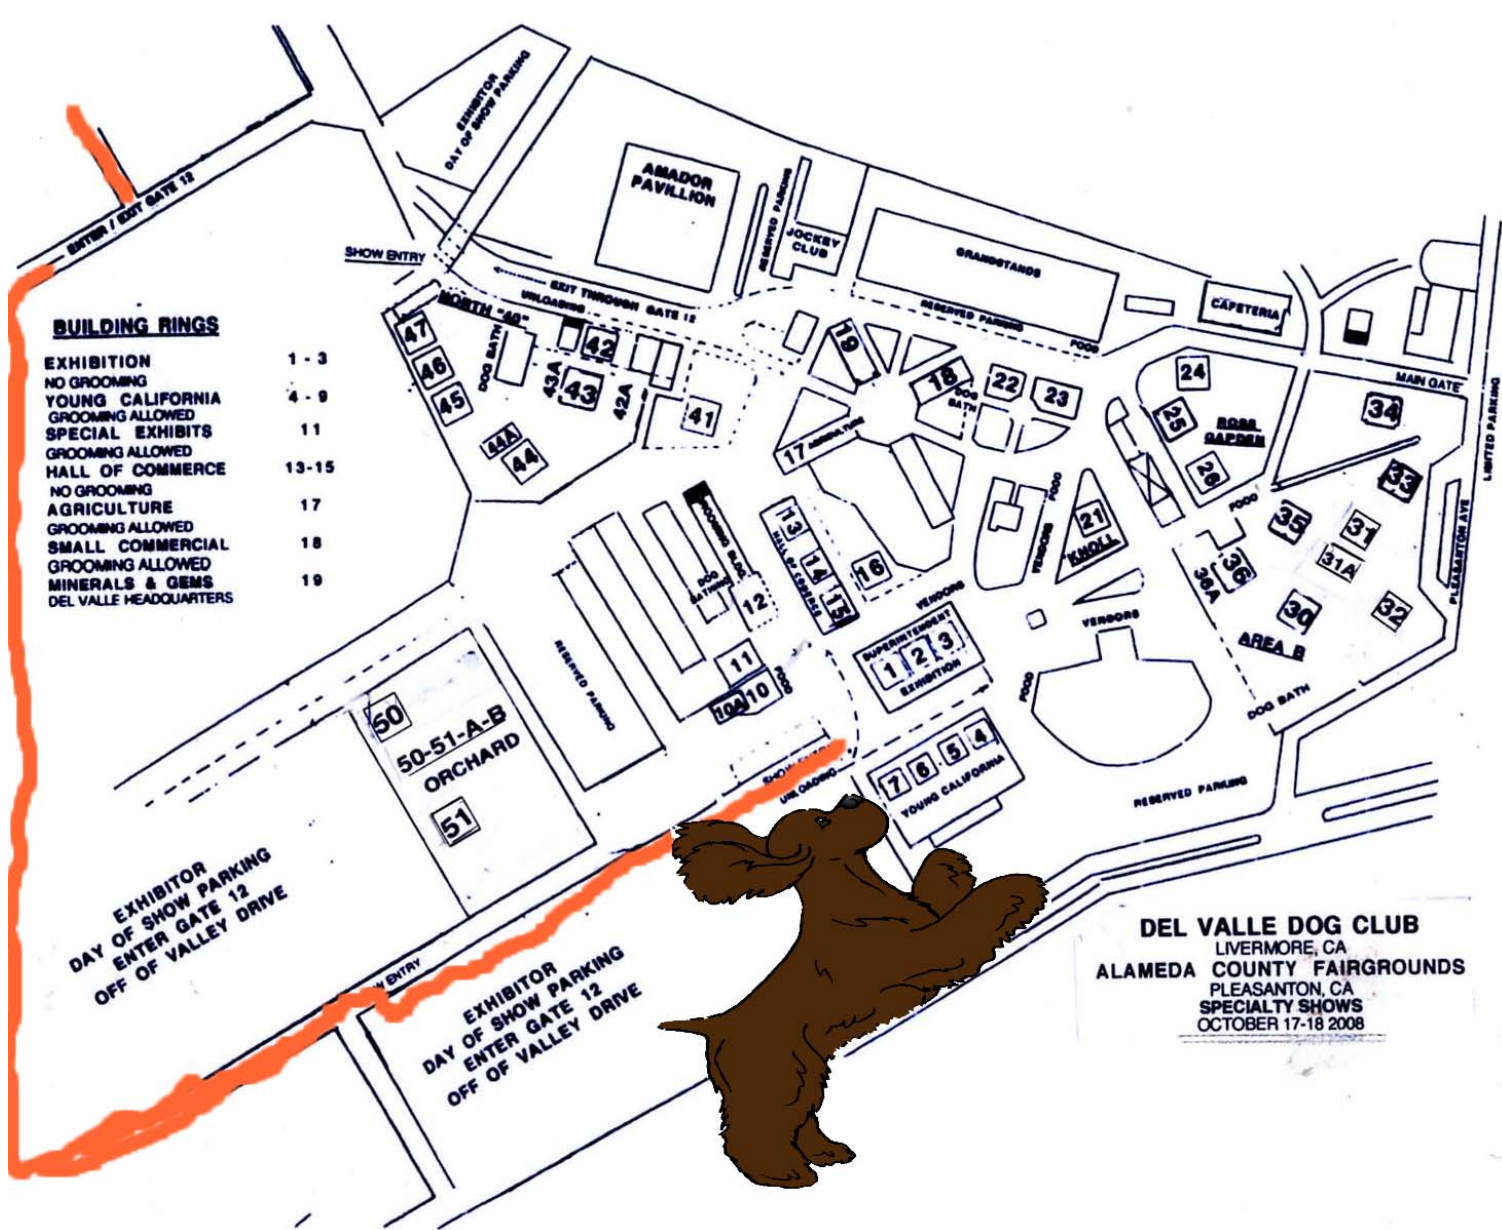 EXHIBITOR
DAY OF SHOW PARKING
ENTER / EXIT GATE 12
SHOW ENTRY
AMADOR
PAVILLION
RESERVED PARKING
JOCKEY
CLUB
GRANDSTANDS
RESERVED PARKING
FOOD
CAFETERIA
MAIN GATE
LIMITED PARKING
PLEASANTON AVE
EXIT THROUGH GATE 12
UNLOADING
NORTH "40"
DOG BATH
47
46
45
44A
44
43A
43
42
42A
41
BUILDING RINGS
EXHIBITION 1 - 3
NO GROOMING
YOUNG CALIFORNIA 4 - 9
GROOMING ALLOWED
SPECIAL EXHIBITS 11
GROOMING ALLOWED
HALL OF COMMERCE 13-15
NO GROOMING
AGRICULTURE 17
GROOMING ALLOWED
SMALL COMMERCIAL 18
GROOMING ALLOWED
MINERALS & GEMS 19
DEL VALLE HEADQUARTERS
19
18
DOG
BATH
17 AGRICULTURE
22
23
24
25
26
ROSE
GARDEN
34
33
35
31
31A
36
36A
30
32
AREA B
DOG BATH
FOOD
FOOD
VENDORS
21
KNOLL
VENDORS
FOOD
GROOMING BLDG
DOG
BATHING
12
13
14
15
HALL OF COMMERCE
16
VENDORS
SUPERINTENDENT
1 2 3
EXHIBITION
11
10A 10
FOOD
RESERVED PARKING
50
50-51-A-B
ORCHARD
51
UNLOADING
7 6 5 4
YOUNG CALIFORNIA
RESERVED PARKING
EXHIBITOR
DAY OF SHOW PARKING
ENTER GATE 12
OFF OF VALLEY DRIVE
ENTRY
EXHIBITOR
DAY OF SHOW PARKING
ENTER GATE 12
OFF OF VALLEY DRIVE
DEL VALLE DOG CLUB
LIVERMORE, CA
ALAMEDA COUNTY FAIRGROUNDS
PLEASANTON, CA
SPECIALTY SHOWS
OCTOBER 17-18 2008